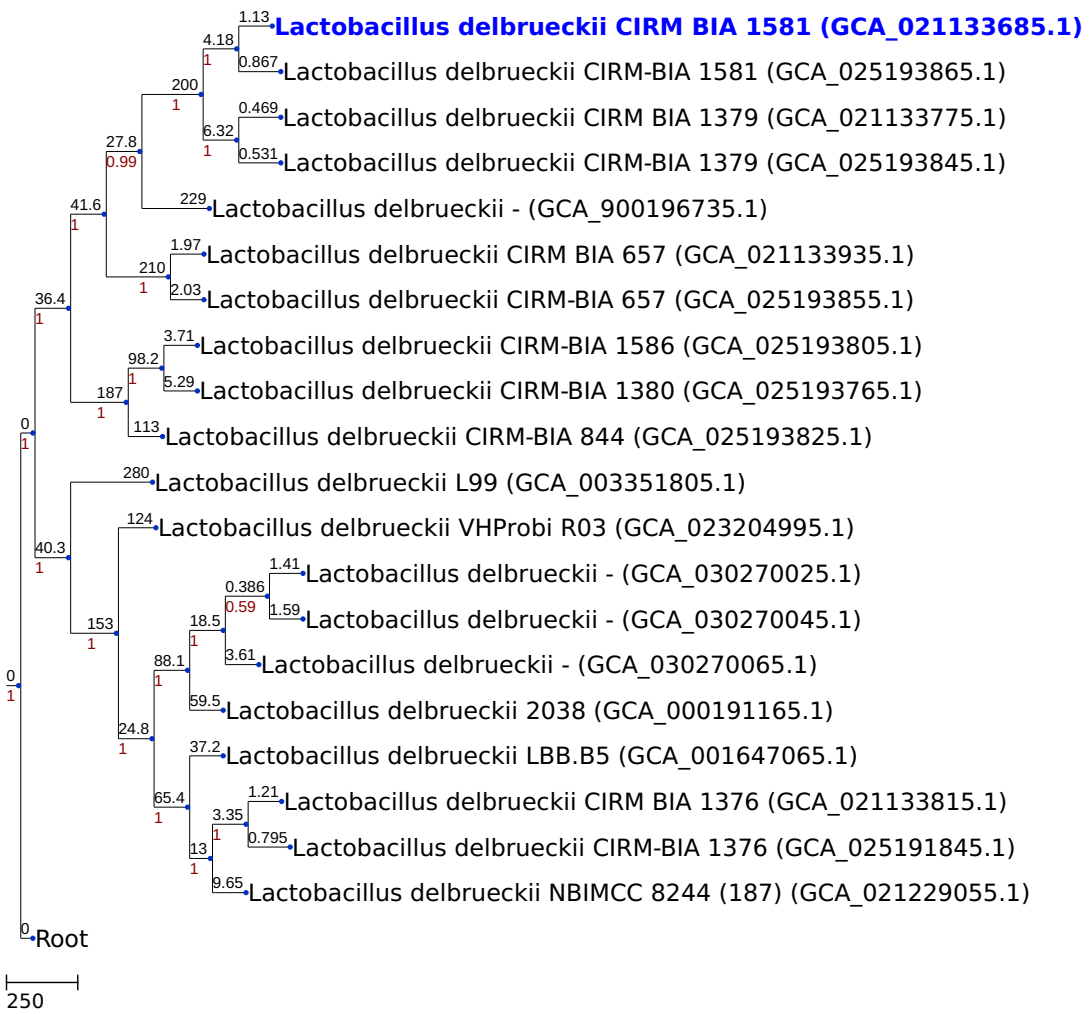 1.13
Lactobacillus delbrueckii CIRM BIA 1581 (GCA_021133685.1)
4.18
1
0.867
Lactobacillus delbrueckii CIRM-BIA 1581 (GCA_025193865.1)
200
1
0.469
Lactobacillus delbrueckii CIRM BIA 1379 (GCA_021133775.1)
6.32
1
0.531
Lactobacillus delbrueckii CIRM-BIA 1379 (GCA_025193845.1)
27.8
0.99
229
Lactobacillus delbrueckii - (GCA_900196735.1)
41.6
1
1.97
Lactobacillus delbrueckii CIRM BIA 657 (GCA_021133935.1)
210
1
2.03
Lactobacillus delbrueckii CIRM-BIA 657 (GCA_025193855.1)
36.4
1
3.71
Lactobacillus delbrueckii CIRM-BIA 1586 (GCA_025193805.1)
98.2
1
5.29
Lactobacillus delbrueckii CIRM-BIA 1380 (GCA_025193765.1)
187
1
113
Lactobacillus delbrueckii CIRM-BIA 844 (GCA_025193825.1)
0
1
280
Lactobacillus delbrueckii L99 (GCA_003351805.1)
124
Lactobacillus delbrueckii VHProbi R03 (GCA_023204995.1)
40.3
1
1.41
Lactobacillus delbrueckii - (GCA_030270025.1)
0.386
0.59
1.59
Lactobacillus delbrueckii - (GCA_030270045.1)
18.5
1
153
1
3.61
Lactobacillus delbrueckii - (GCA_030270065.1)
88.1
1
0
1
59.5
Lactobacillus delbrueckii 2038 (GCA_000191165.1)
24.8
1
37.2
Lactobacillus delbrueckii LBB.B5 (GCA_001647065.1)
65.4
1
1.21
Lactobacillus delbrueckii CIRM BIA 1376 (GCA_021133815.1)
3.35
1
0.795
Lactobacillus delbrueckii CIRM-BIA 1376 (GCA_025191845.1)
13
1
9.65
Lactobacillus delbrueckii NBIMCC 8244 (187) (GCA_021229055.1)
0
Root
250